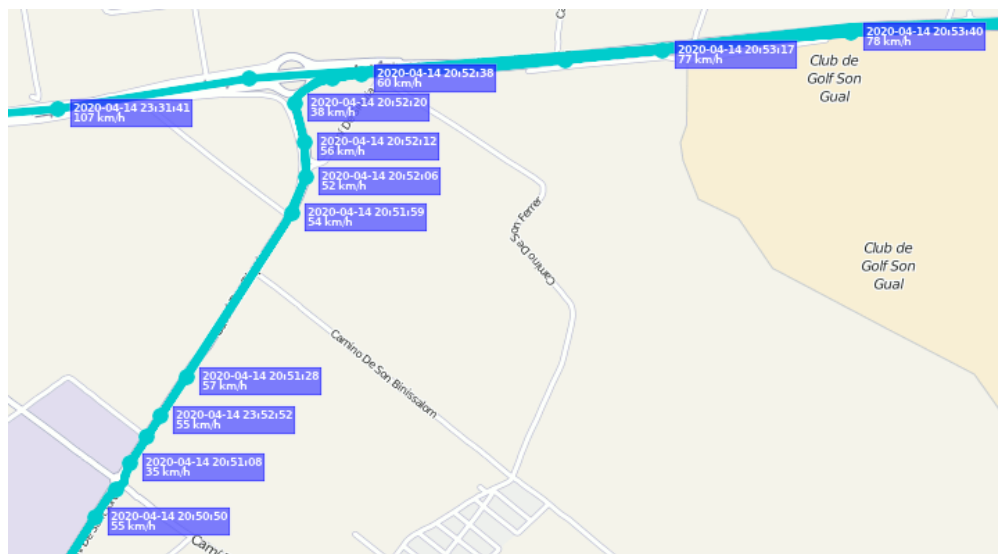 2020-04-14 20:53:40
78 km/h
2020-04-14 20:53:17
77 km/h
Club de
Golf Son
Gual
2020-04-14 20:52:38
60 km/h
2020-04-14 23:31:41
107 km/h
2020-04-14 20:52:20
38 km/h
2020-04-14 20:52:12
56 km/h
2020-04-14 20:52:06
52 km/h
2020-04-14 20:51:59
54 km/h
Camino De Son Ferrer
Club de
Golf Son
Gual
Camino De Son Binissalom
2020-04-14 20:51:28
57 km/h
2020-04-14 23:52:52
55 km/h
2020-04-14 20:51:08
35 km/h
2020-04-14 20:50:50
55 km/h